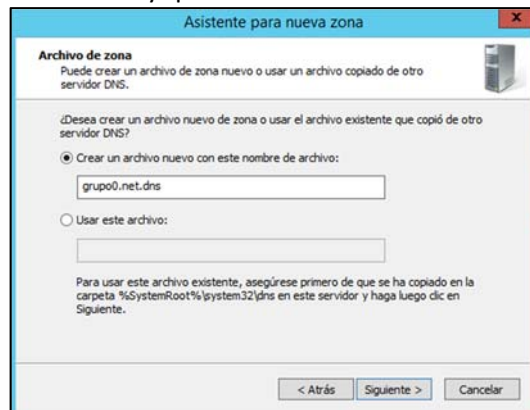 Asistente para nueva zona
x
Archivo de zona
Puede crear un archivo de zona nuevo o usar un archivo copiado de otro
servidor DNS.
¿Desea crear un archivo nuevo de zona o usar el archivo existente que copió de otro
servidor DNS?
Crear un archivo nuevo con este nombre de archivo:
grupo0.net.dns
Usar este archivo:
Para usar este archivo existente, asegúrese primero de que se ha copiado en la
carpeta %SystemRoot%\system32\dns en este servidor y haga luego clic en
Siguiente.
< Atrás Siguiente > Cancelar